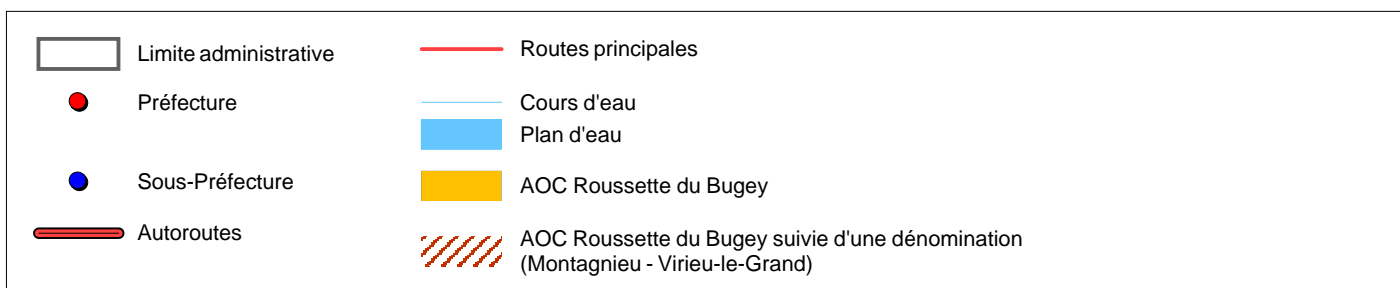 Limite administrative
Préfecture
Sous-Préfecture
Autoroutes
Routes principales
Cours d'eau
Plan d'eau
AOC Roussette du Bugey
AOC Roussette du Bugey suivie d'une dénomination
(Montagnieu - Virieu-le-Grand)